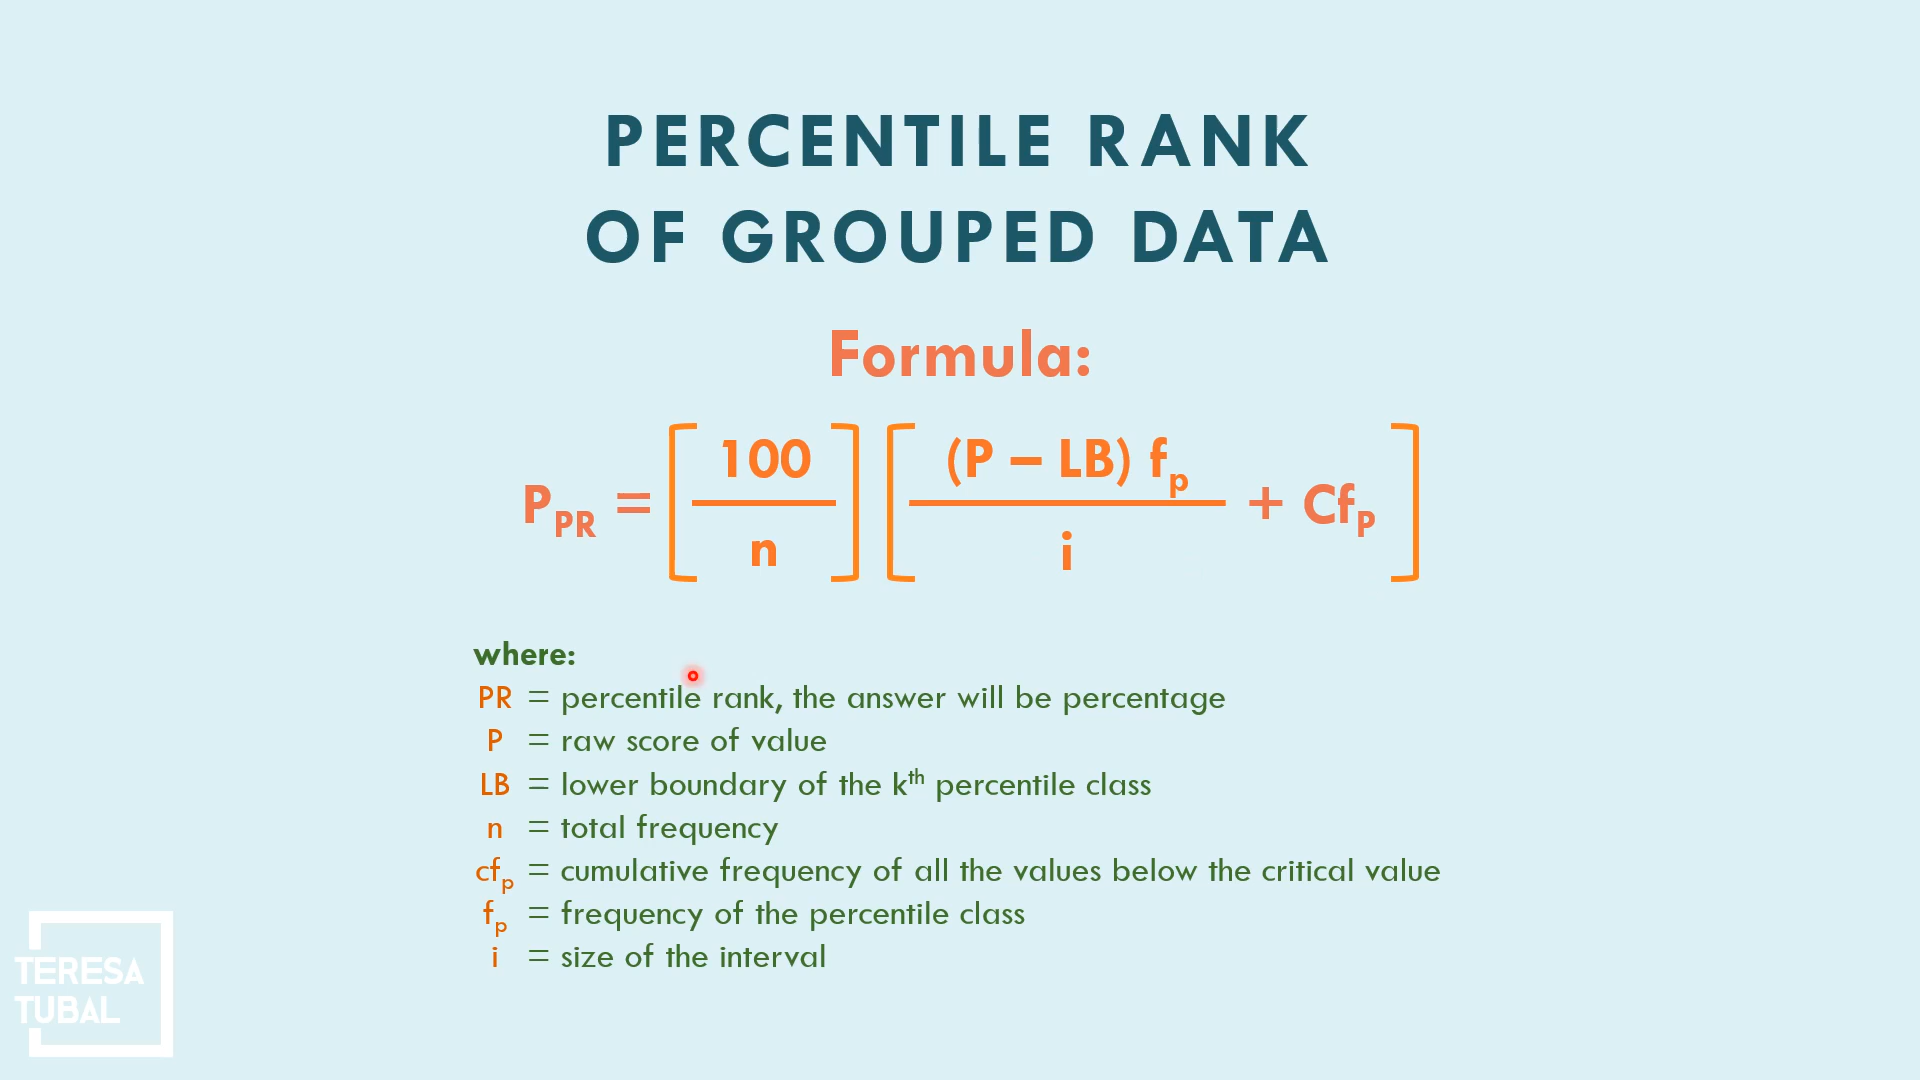 PERCENTILE RANK
OF GROUPED DATA
Formula:
P_PR = [100 / n] [(P – LB) f_p / i + Cf_P]
where:
PR = percentile rank, the answer will be percentage
P = raw score of value
LB = lower boundary of the k^th percentile class
n = total frequency
cf_p = cumulative frequency of all the values below the critical value
f_p = frequency of the percentile class
i = size of the interval
TERESA
TUBAL